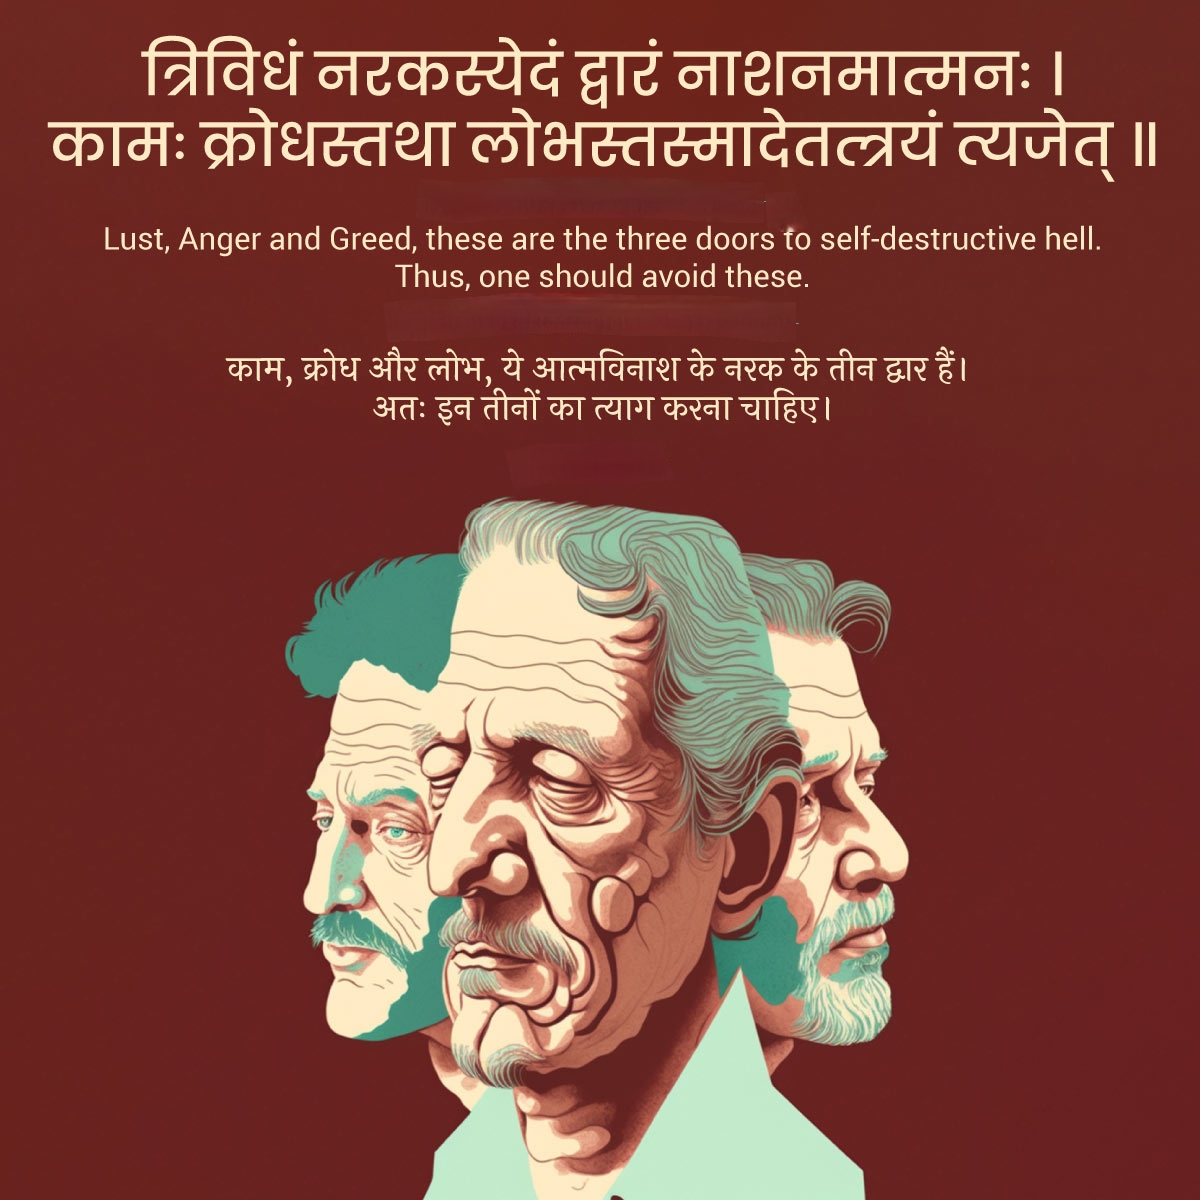 त्रिविधं नरकस्येदं द्वारं नाशनमात्मनः ।
कामः क्रोधस्तथा लोभस्तस्मादेतत्त्रयं त्यजेत् ॥
Lust, Anger and Greed, these are the three doors to self-destructive hell.
Thus, one should avoid these.
काम, क्रोध और लोभ, ये आत्मविनाश के नरक के तीन द्वार हैं।
अतः इन तीनों का त्याग करना चाहिए।